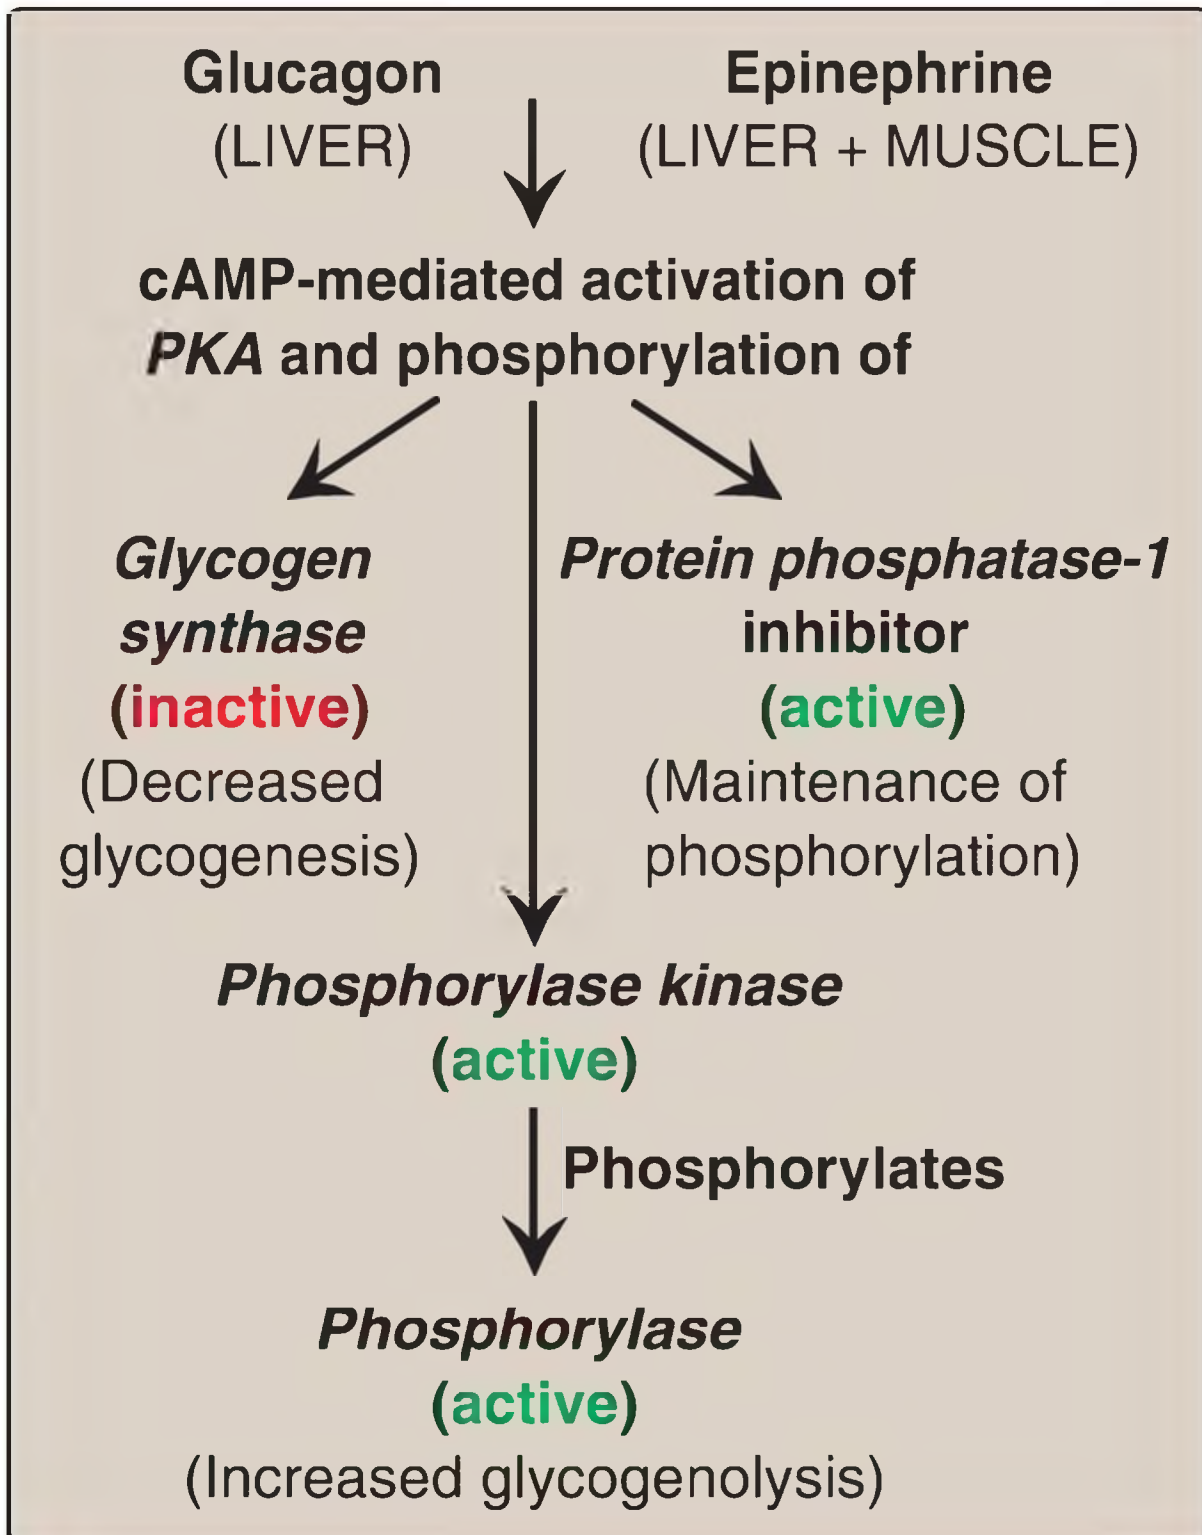 Glucagon
(LIVER)
Epinephrine
(LIVER + MUSCLE)
cAMP-mediated activation of
PKA and phosphorylation of
Glycogen
synthase
(inactive)
(Decreased
glycogenesis)
Protein phosphatase-1
inhibitor
(active)
(Maintenance of
phosphorylation)
Phosphorylase kinase
(active)
Phosphorylates
Phosphorylase
(active)
(Increased glycogenolysis)